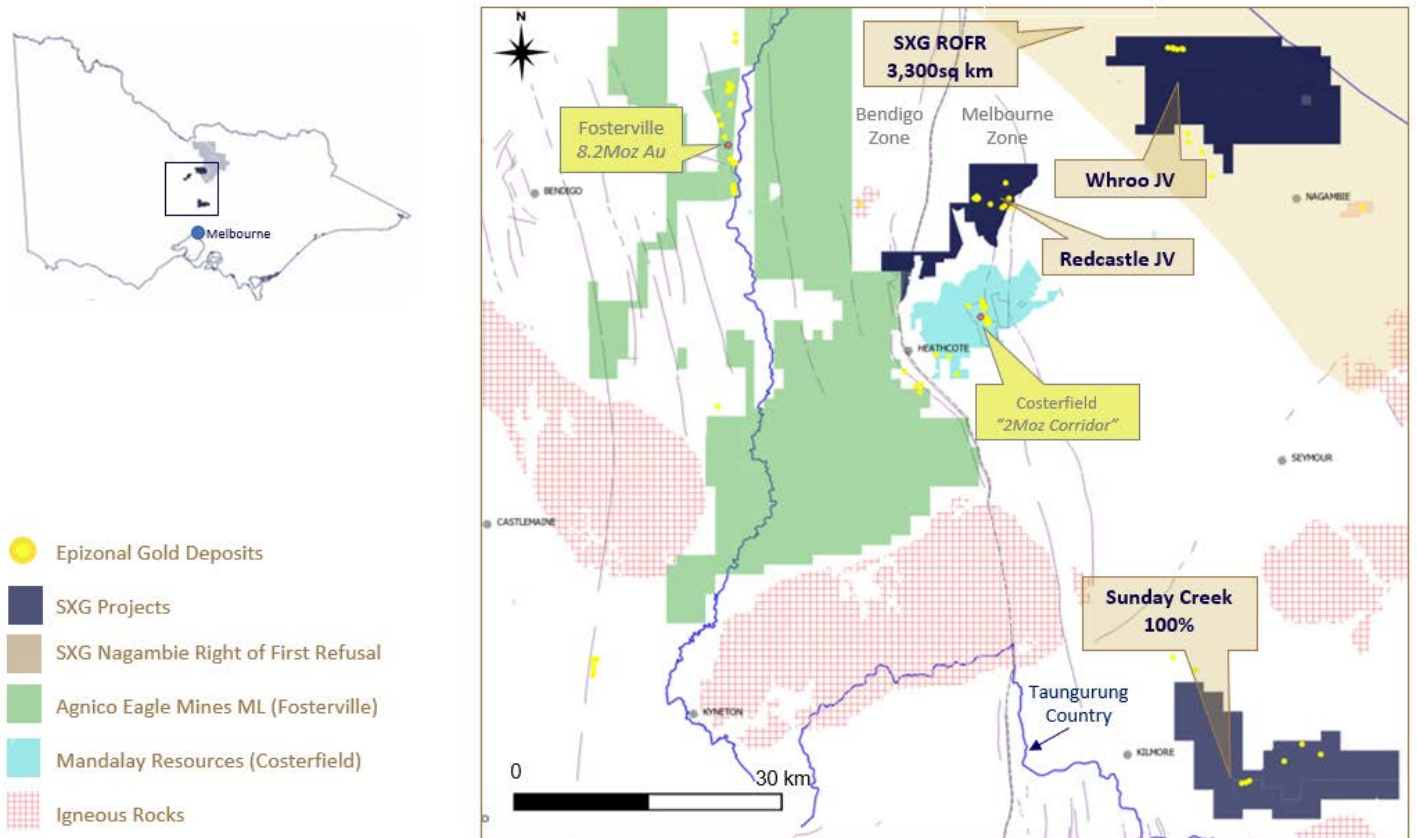 Melbourne
Epizonal Gold Deposits
SXG Projects
SXG Nagambie Right of First Refusal
Agnico Eagle Mines ML (Fosterville)
Mandalay Resources (Costerfield)
Igneous Rocks
N
SXG ROFR
3,300sq km
Bendigo
Zone
Melbourne
Zone
Fosterville
8.2Moz Au
BENDIGO
Whroo JV
NAGAMBIE
Redcastle JV
HEATHCOTE
Costerfield
“2Moz Corridor”
SEYMOUR
CASTLEMAINE
Sunday Creek
100%
Taungurung
Country
KYNETON
KILMORE
0
30 km